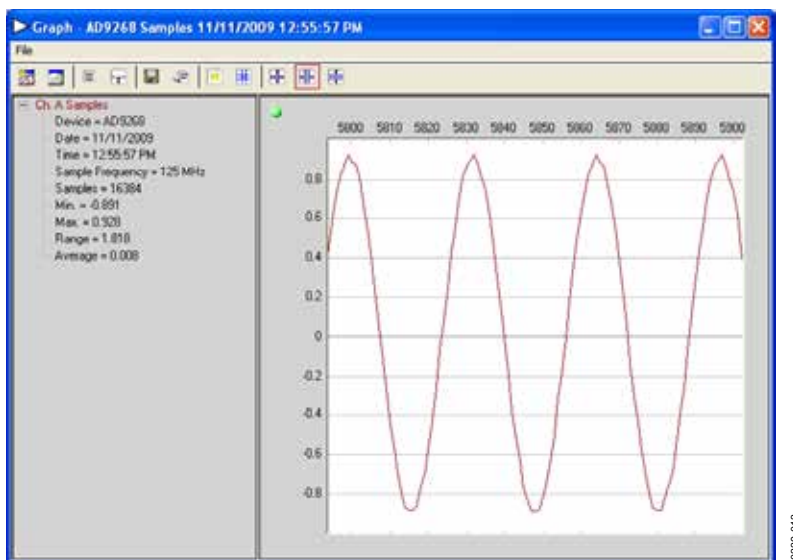 Graph - AD9268 Samples 11/11/2009 12:55:57 PM
File
Ch. A Samples
Device = AD9268
Date = 11/11/2009
Time = 12:55:57 PM
Sample Frequency = 125 MHz
Samples = 16384
Min. = -0.891
Max. = 0.928
Range = 1.818
Average = 0.008
5800 5810 5820 5830 5840 5850 5860 5870 5880 5890 5900
0.8
0.6
0.4
0.2
0
-0.2
-0.4
-0.6
-0.8